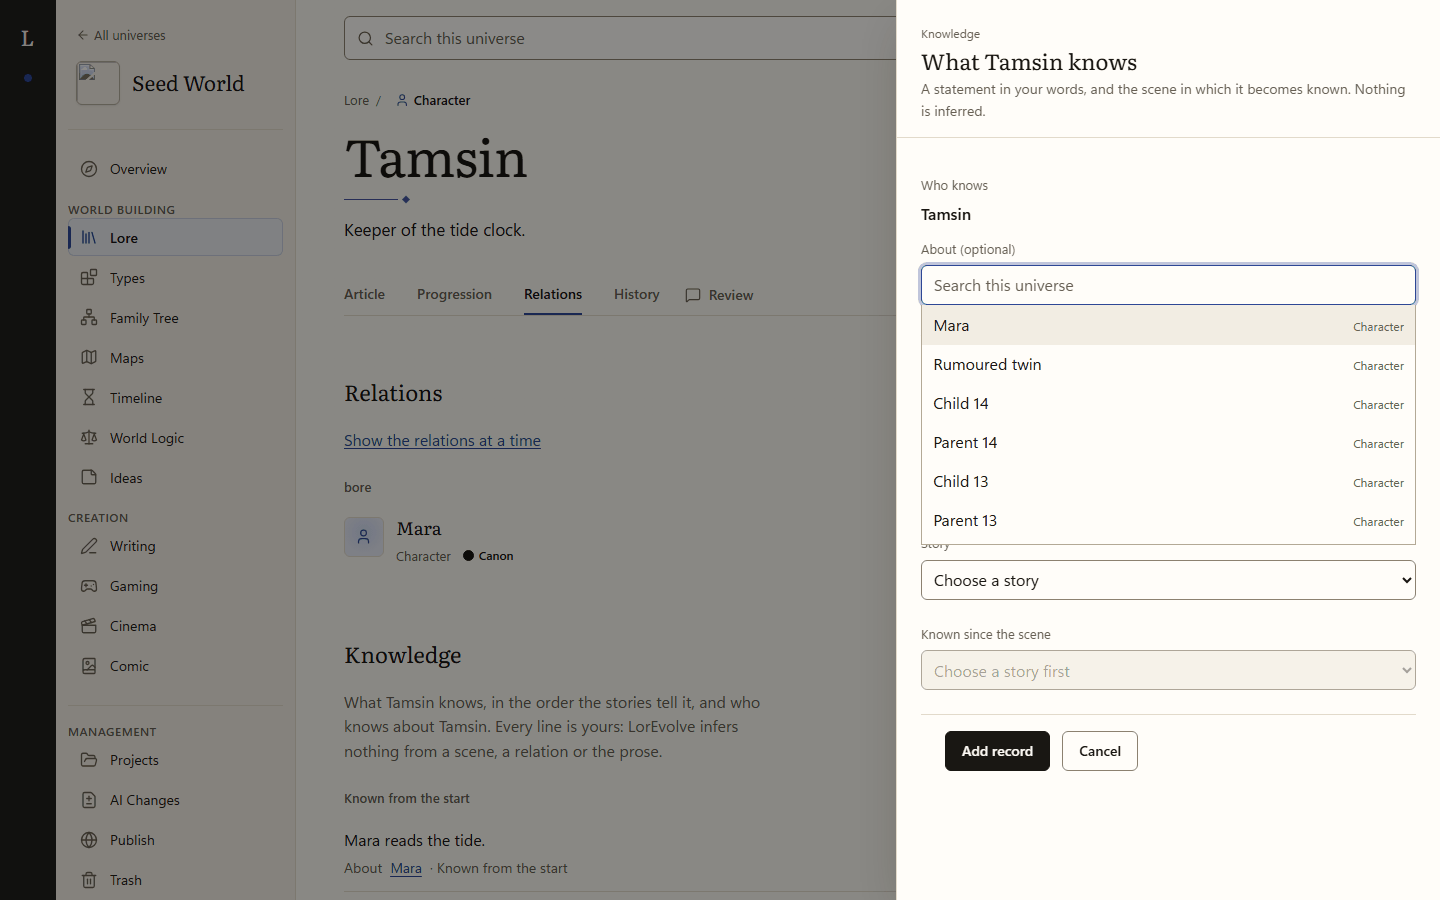 L
All universes
Seed World
Overview
WORLD BUILDING
Lore
Types
Family Tree
Maps
Timeline
World Logic
Ideas
CREATION
Writing
Gaming
Cinema
Comic
MANAGEMENT
Projects
AI Changes
Publish
Trash
Search this universe
Lore / Character
Tamsin
Keeper of the tide clock.
Article Progression Relations History Review
Relations
Show the relations at a time
bore
Mara
Character Canon
Knowledge
What Tamsin knows, in the order the stories tell it, and who
knows about Tamsin. Every line is yours: LorEvolve infers
nothing from a scene, a relation or the prose.
Known from the start
Mara reads the tide.
About Mara · Known from the start
Knowledge
What Tamsin knows
A statement in your words, and the scene in which it becomes known. Nothing
is inferred.
Who knows
Tamsin
About (optional)
Search this universe
Mara Character
Rumoured twin Character
Child 14 Character
Parent 14 Character
Child 13 Character
Parent 13 Character
Story
Choose a story
Known since the scene
Choose a story first
Add record Cancel